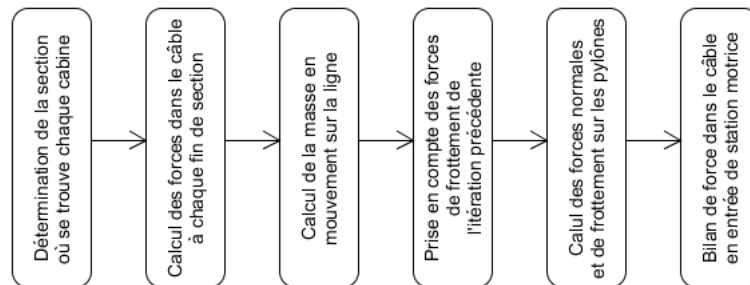 Détermination de la section
où se trouve chaque cabine
Calcul des forces dans le câble
à chaque fin de section
Calcul de la masse en
mouvement sur la ligne
Prise en compte des forces
de frottement de
l'itération précédente
Calul des forces normales
et de frottement sur les pylônes
Bilan de force dans le câble
en entrée de station motrice